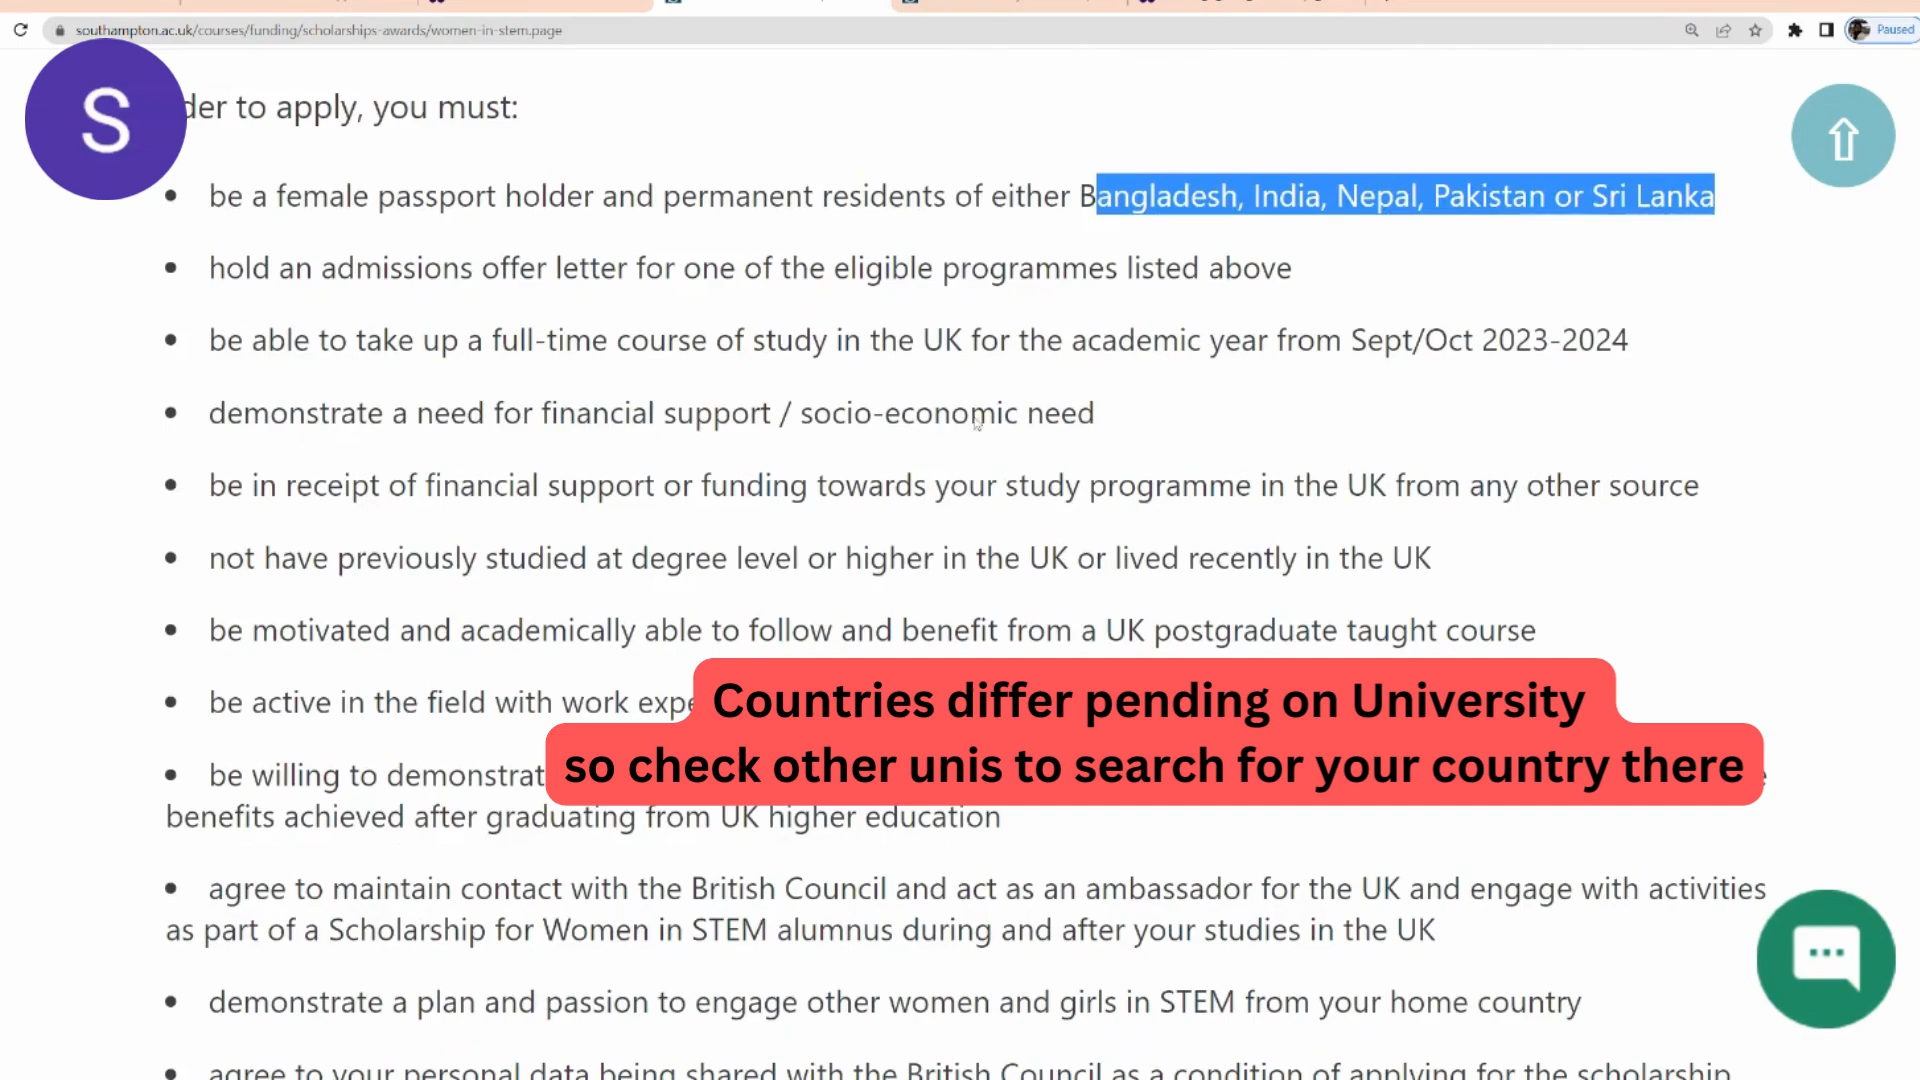 southampton.ac.uk/courses/funding/scholarships-awards/women-in-stem.page
Paused
S
der to apply, you must:
• be a female passport holder and permanent residents of either Bangladesh, India, Nepal, Pakistan or Sri Lanka
• hold an admissions offer letter for one of the eligible programmes listed above
• be able to take up a full-time course of study in the UK for the academic year from Sept/Oct 2023-2024
• demonstrate a need for financial support / socio-economic need
• be in receipt of financial support or funding towards your study programme in the UK from any other source
• not have previously studied at degree level or higher in the UK or lived recently in the UK
• be motivated and academically able to follow and benefit from a UK postgraduate taught course
• be active in the field with work expe
Countries differ pending on University
so check other unis to search for your country there
• be willing to demonstrat
benefits achieved after graduating from UK higher education
• agree to maintain contact with the British Council and act as an ambassador for the UK and engage with activities
as part of a Scholarship for Women in STEM alumnus during and after your studies in the UK
• demonstrate a plan and passion to engage other women and girls in STEM from your home country
• agree to your personal data being shared with the British Council as a condition of applying for the scholarship